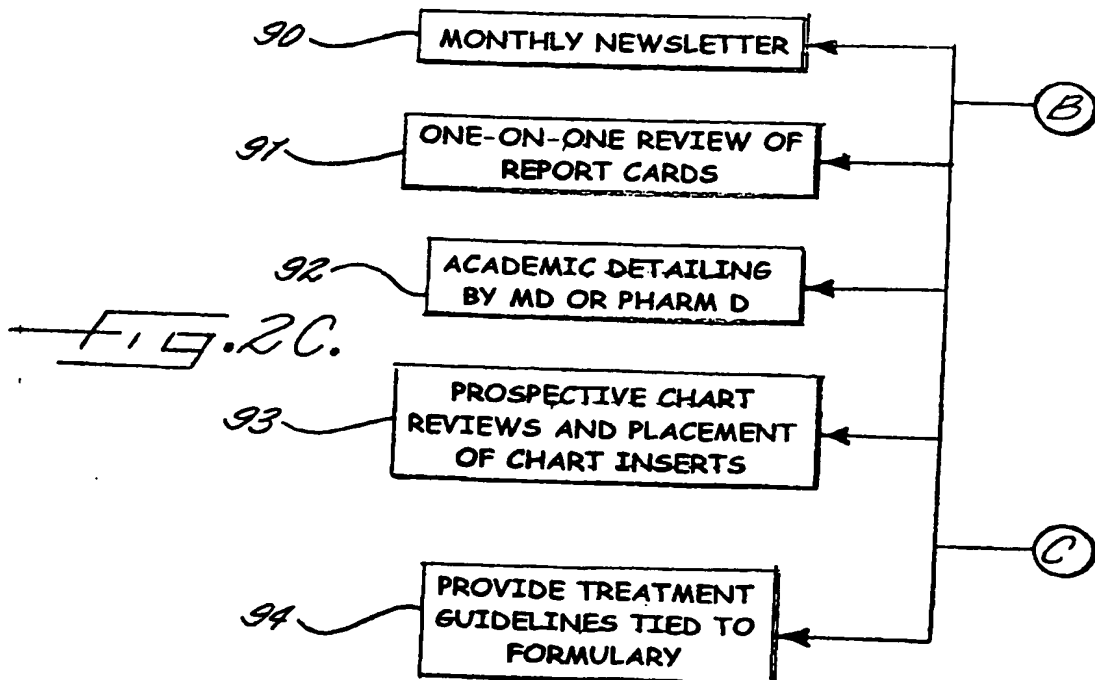 90
MONTHLY NEWSLETTER
B
91
ONE-ON-ONE REVIEW OF
REPORT CARDS
92
ACADEMIC DETAILING
BY MD OR PHARM D
Fig. 2C.
93
PROSPECTIVE CHART
REVIEWS AND PLACEMENT
OF CHART INSERTS
C
94
PROVIDE TREATMENT
GUIDELINES TIED TO
FORMULARY